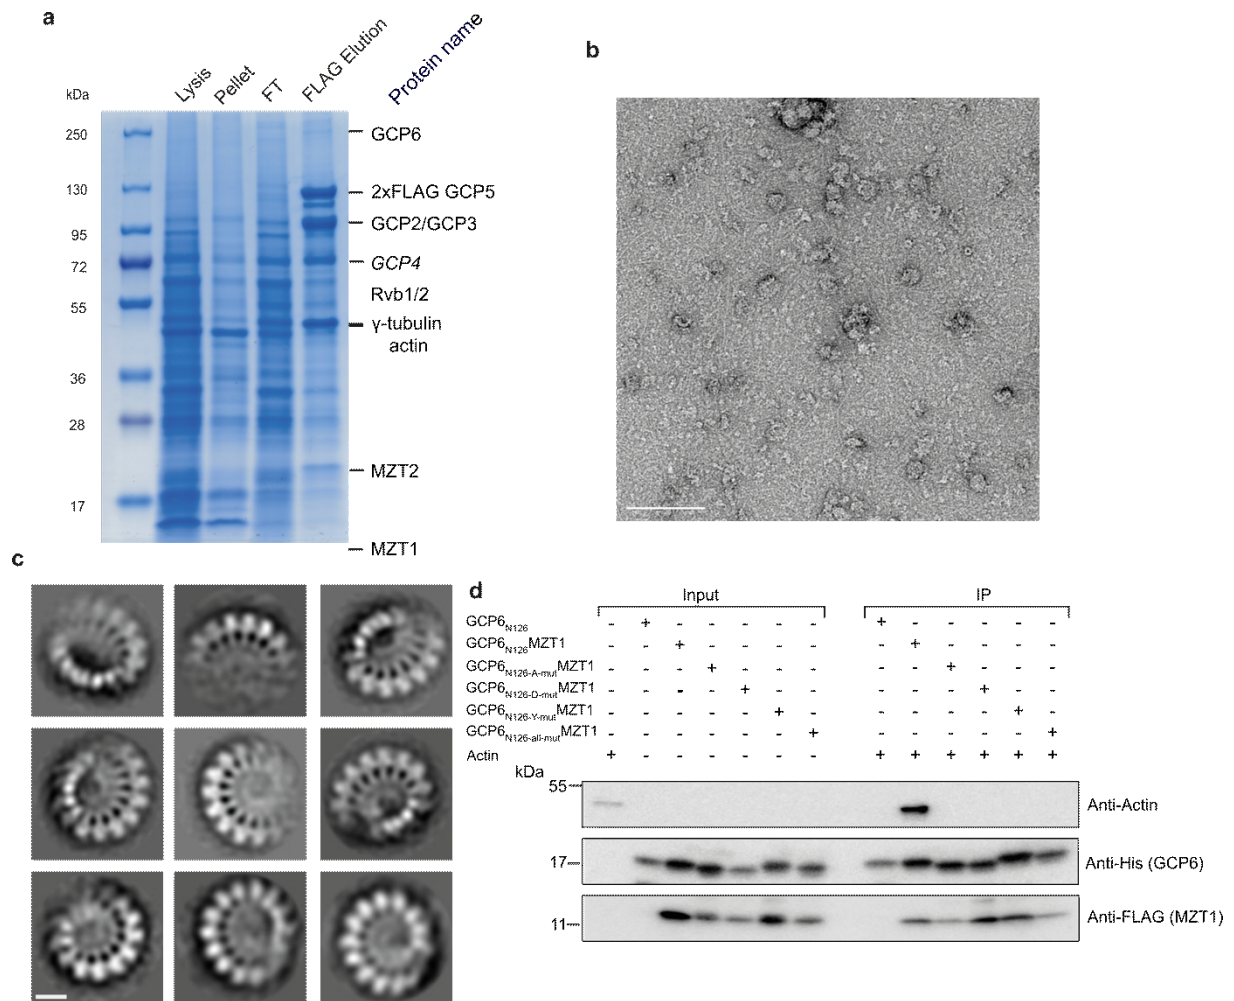 a
kDa
Lysis
Pellet
FT
FLAG Elution
Protein name
250
130
95
72
55
36
28
17
GCP6
2xFLAG GCP5
GCP2/GCP3
GCP4
Rvb1/2
γ-tubulin
actin
MZT2
MZT1
b
c
d
Input IP
GCP6N126 - + - - - - - + - - - - -
GCP6N126MZT1 - - + - - - - - + - - - -
GCP6N126-A-mutMZT1 - - - + - - - - - + - - -
GCP6N126-D-mutMZT1 - - - - + - - - - - + - -
GCP6N126-Y-mutMZT1 - - - - - + - - - - - + -
GCP6N126-all-mutMZT1 - - - - - - + - - - - - +
Actin + - - - - - - + + + + + +
kDa
55 Anti-Actin
17 Anti-His (GCP6)
11 Anti-FLAG (MZT1)